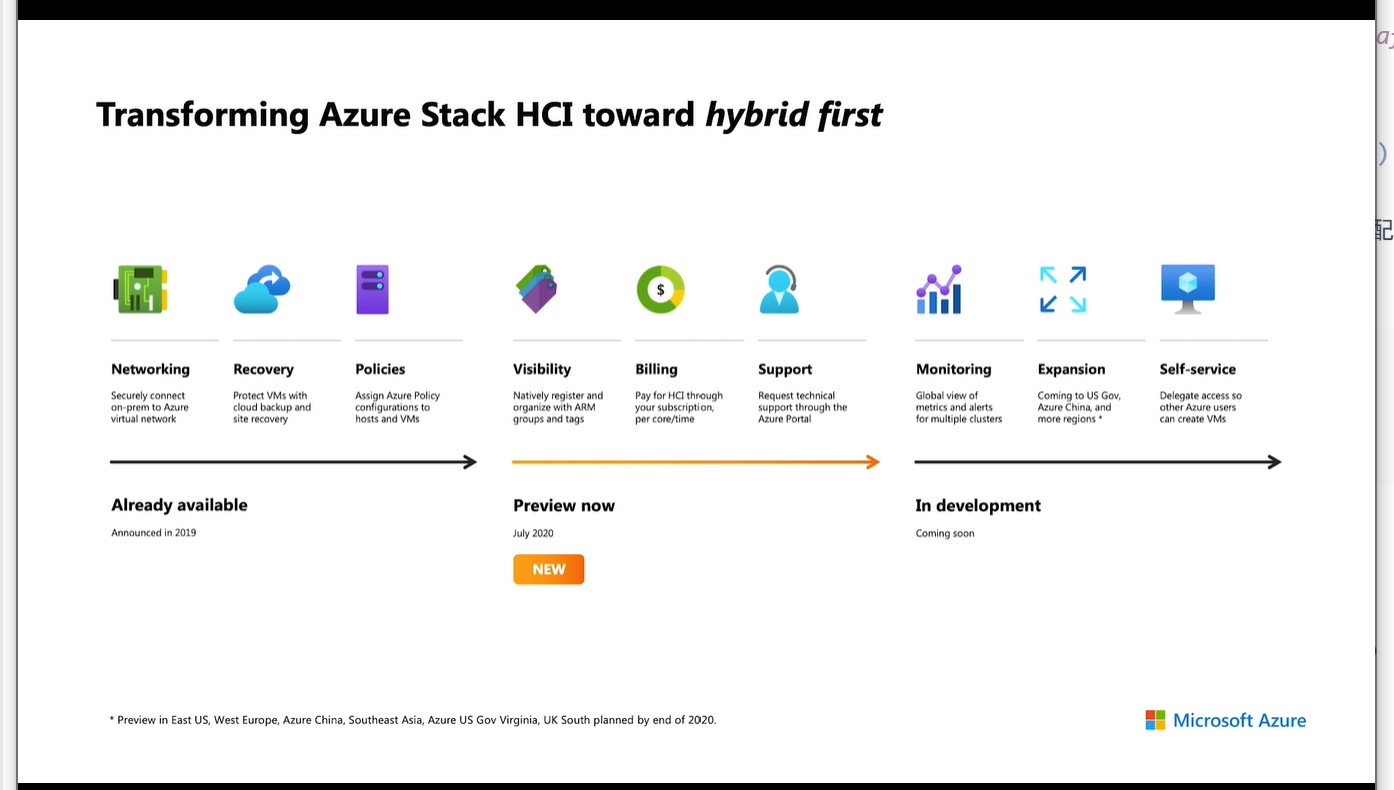 Transforming Azure Stack HCI toward hybrid first
Networking
Securely connect
on-prem to Azure
virtual network
Recovery
Protect VMs with
cloud backup and
site recovery
Policies
Assign Azure Policy
configurations to
hosts and VMs
Visibility
Natively register and
organize with ARM
groups and tags
$
Billing
Pay for HCI through
your subscription,
per core/time
Support
Request technical
support through the
Azure Portal
Monitoring
Global view of
metrics and alerts
for multiple clusters
Expansion
Coming to US Gov,
Azure China, and
more regions *
Self-service
Delegate access so
other Azure users
can create VMs
Already available
Announced in 2019
Preview now
July 2020
NEW
In development
Coming soon
* Preview in East US, West Europe, Azure China, Southeast Asia, Azure US Gov Virginia, UK South planned by end of 2020.
Microsoft Azure
)
配